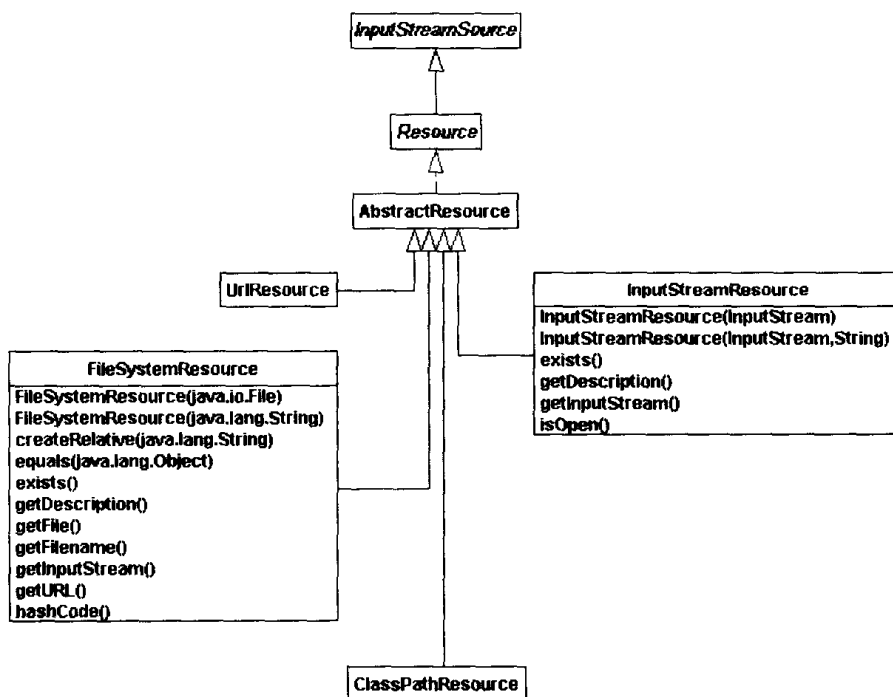 InputStreamSource
Resource
AbstractResource
UrlResource
InputStreamResource
InputStreamResource(InputStream)
InputStreamResource(InputStream,String)
exists()
getDescription()
getInputStream()
isOpen()
FileSystemResource
FileSystemResource(java.io.File)
FileSystemResource(java.lang.String)
createRelative(java.lang.String)
equals(java.lang.Object)
exists()
getDescription()
getFile()
getFilename()
getInputStream()
getURL()
hashCode()
ClassPathResource